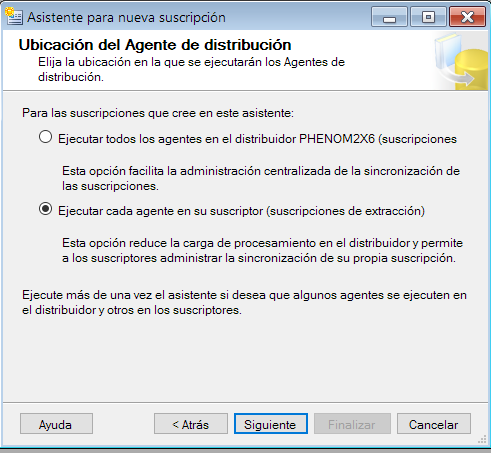 Asistente para nueva suscripción
Ubicación del Agente de distribución
Elija la ubicación en la que se ejecutarán los Agentes de
distribución.
Para las suscripciones que cree en este asistente:
Ejecutar todos los agentes en el distribuidor PHENOM2X6 (suscripciones
Esta opción facilita la administración centralizada de la sincronización de
las suscripciones.
Ejecutar cada agente en su suscriptor (suscripciones de extracción)
Esta opción reduce la carga de procesamiento en el distribuidor y permite
a los suscriptores administrar la sincronización de su propia suscripción.
Ejecute más de una vez el asistente si desea que algunos agentes se ejecuten en
el distribuidor y otros en los suscriptores.
Ayuda
< Atrás
Siguiente
Finalizar
Cancelar